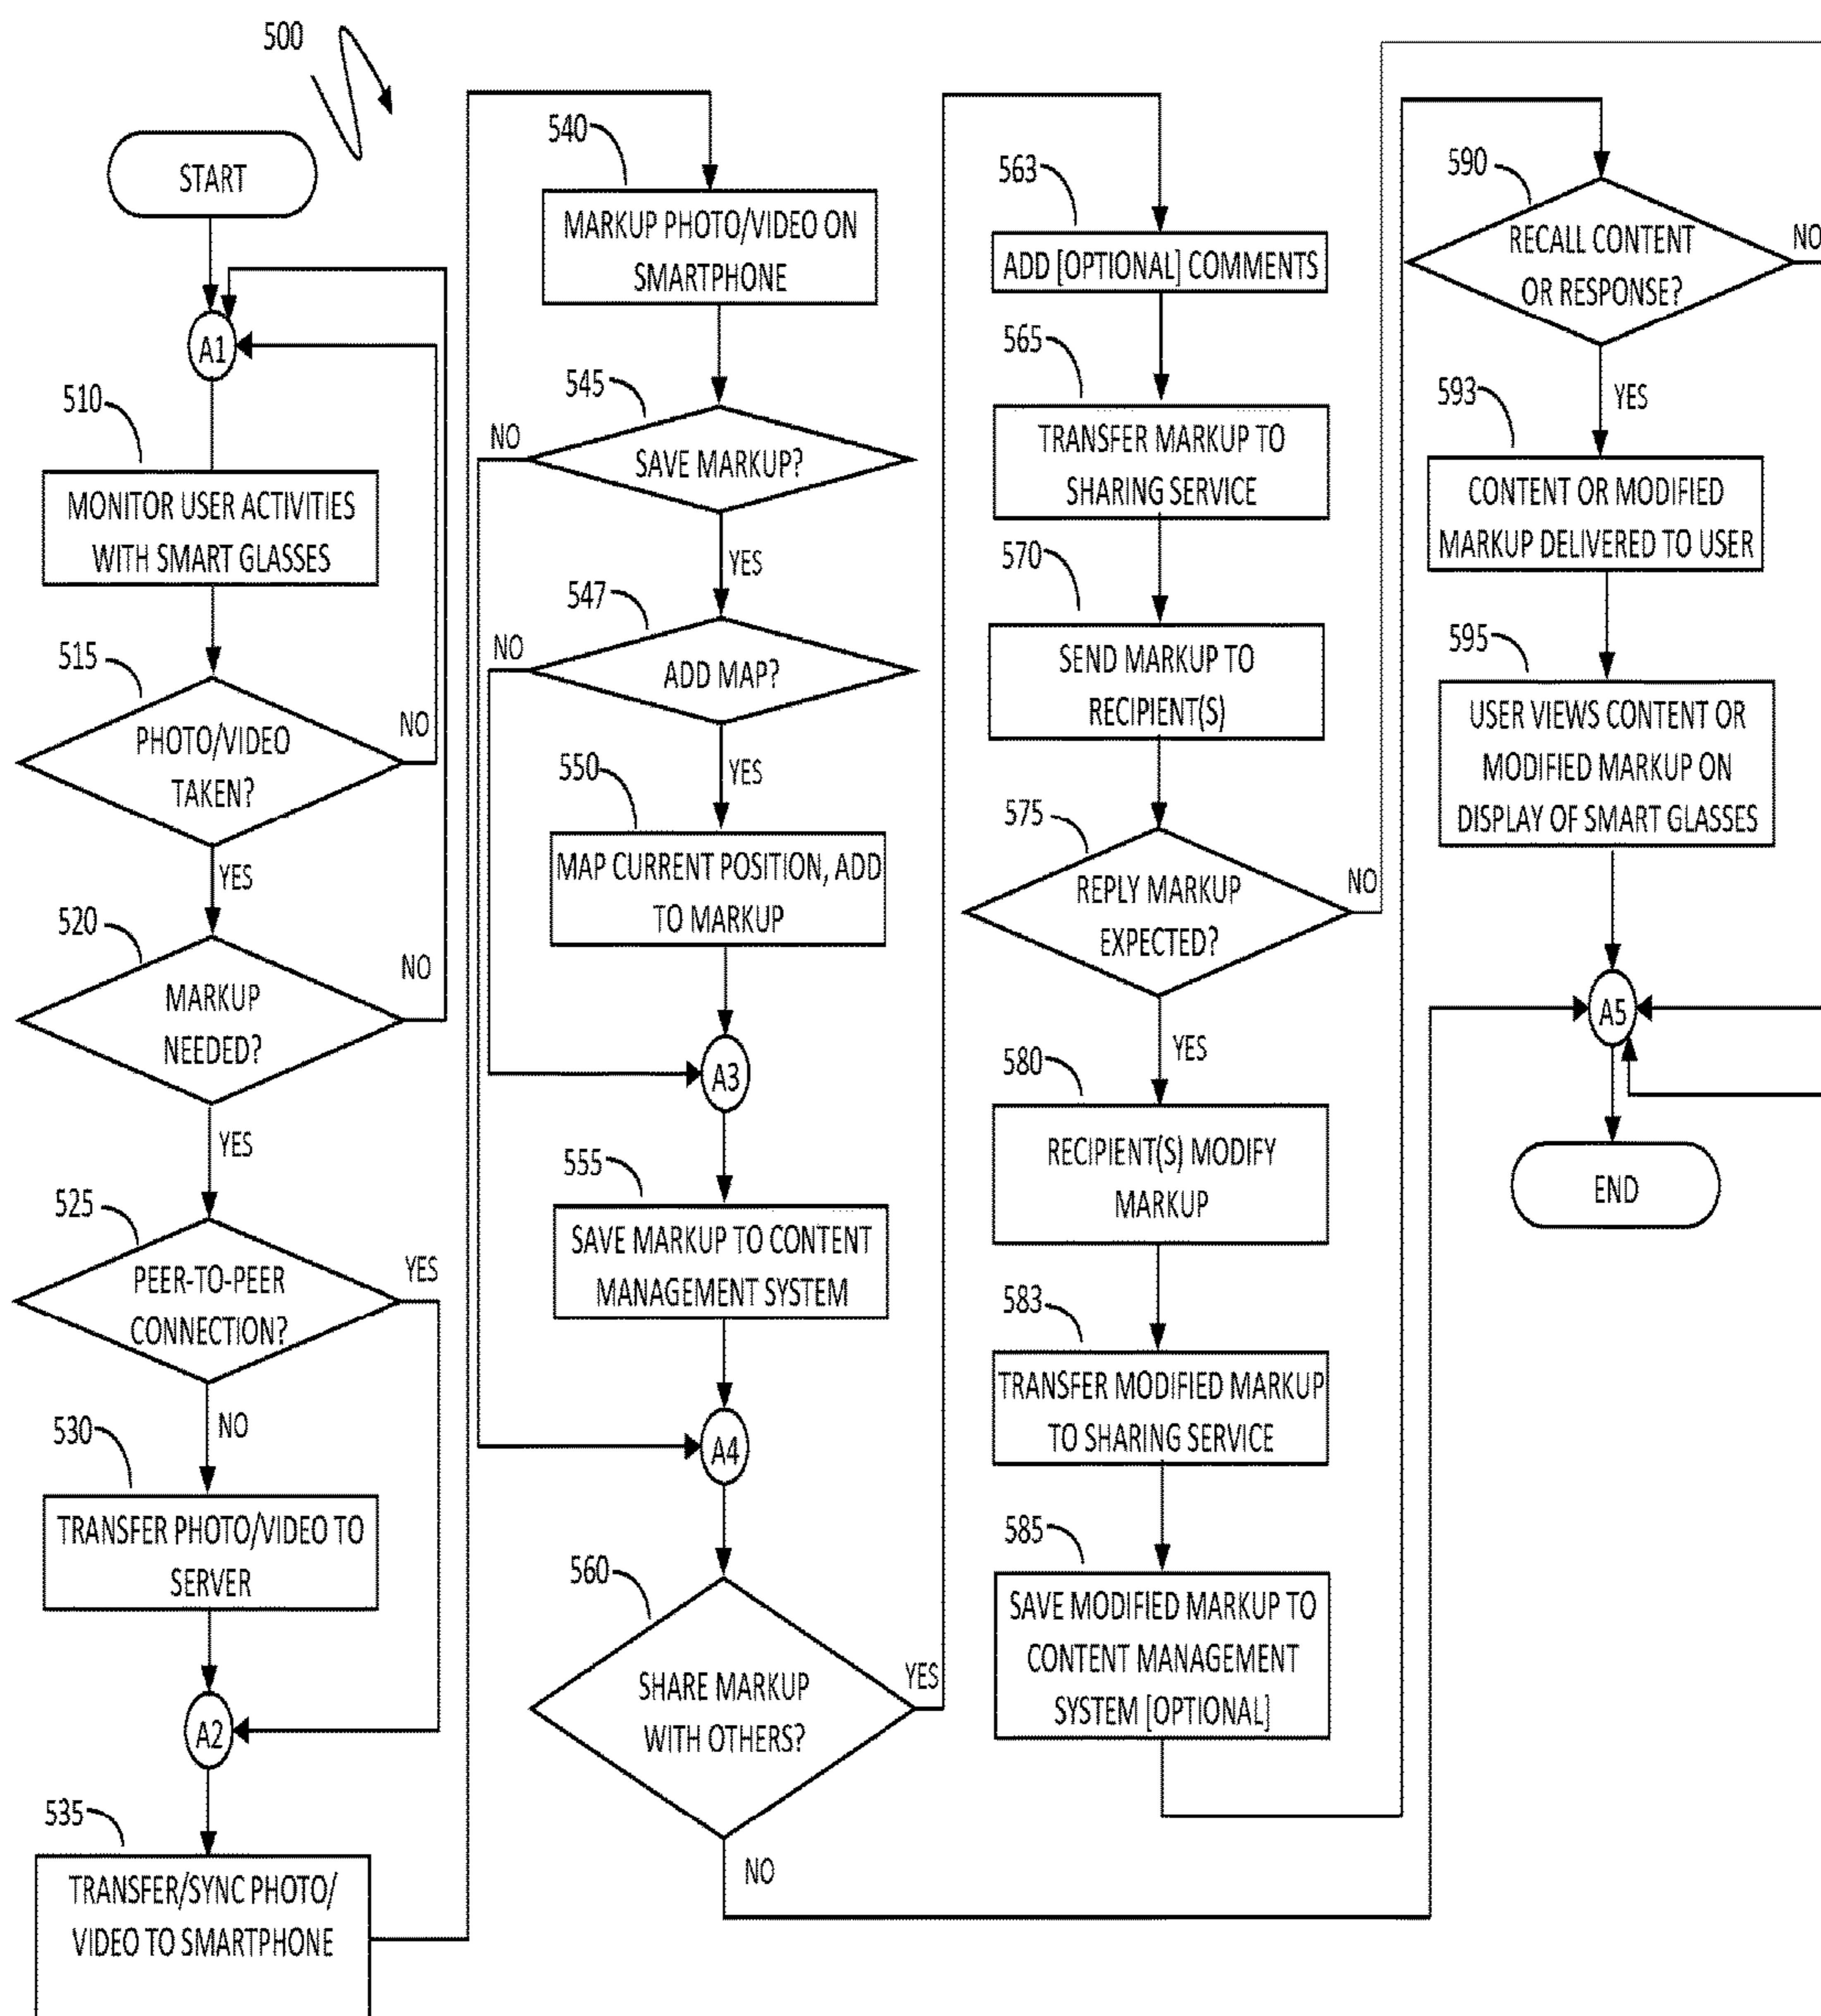 500
START
A1
510
MONITOR USER ACTIVITIES
WITH SMART GLASSES
515
PHOTO/VIDEO
TAKEN?
NO
YES
520
MARKUP
NEEDED?
NO
YES
525
PEER-TO-PEER
CONNECTION?
YES
NO
530
TRANSFER PHOTO/VIDEO TO
SERVER
A2
535
TRANSFER/SYNC PHOTO/
VIDEO TO SMARTPHONE
540
MARKUP PHOTO/VIDEO ON
SMARTPHONE
545
NO
SAVE MARKUP?
YES
547
NO
ADD MAP?
YES
550
MAP CURRENT POSITION, ADD
TO MARKUP
A3
555
SAVE MARKUP TO CONTENT
MANAGEMENT SYSTEM
A4
560
SHARE MARKUP
WITH OTHERS?
YES
NO
563
ADD [OPTIONAL] COMMENTS
565
TRANSFER MARKUP TO
SHARING SERVICE
570
SEND MARKUP TO
RECIPIENT(S)
575
REPLY MARKUP
EXPECTED?
NO
YES
580
RECIPIENT(S) MODIFY
MARKUP
583
TRANSFER MODIFIED MARKUP
TO SHARING SERVICE
585
SAVE MODIFIED MARKUP TO
CONTENT MANAGEMENT
SYSTEM [OPTIONAL]
590
RECALL CONTENT
OR RESPONSE?
NO
YES
593
CONTENT OR MODIFIED
MARKUP DELIVERED TO USER
595
USER VIEWS CONTENT OR
MODIFIED MARKUP ON
DISPLAY OF SMART GLASSES
A5
END